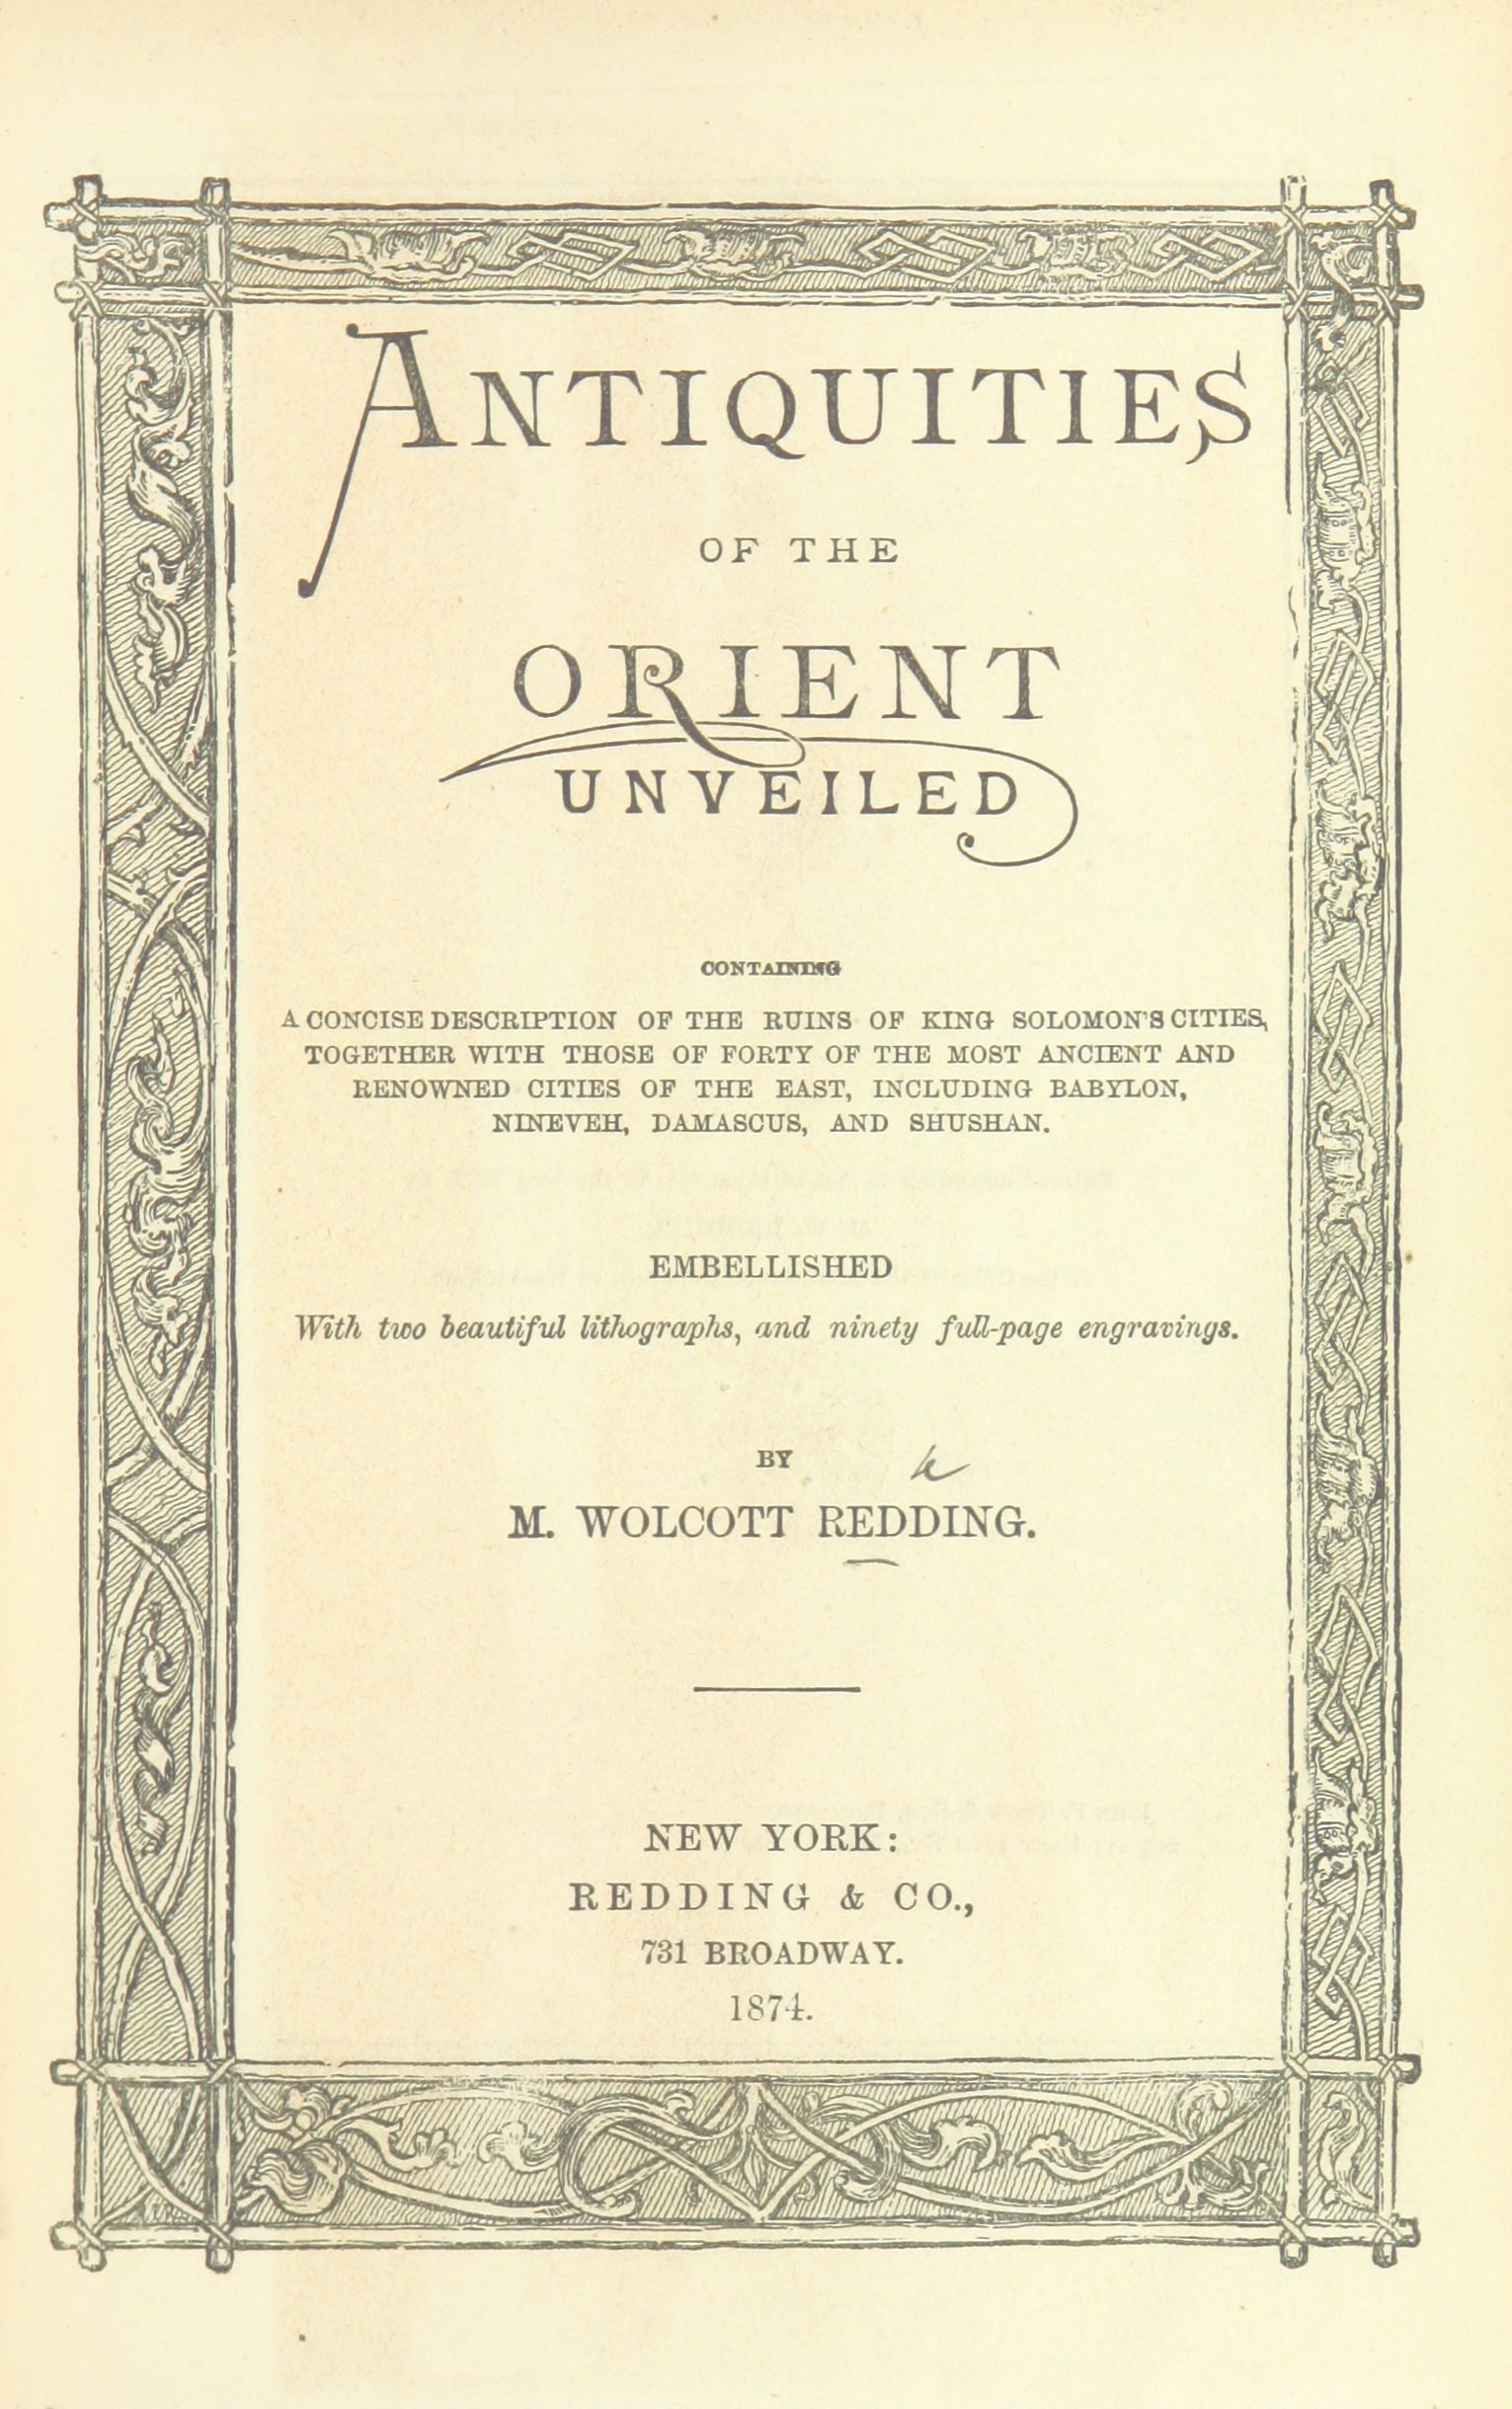 ANTIQUITIES
OF THE
ORIENT
UNVEILED
CONTAINING
A CONCISE DESCRIPTION OF THE RUINS OF KING SOLOMON'S CITIES,
TOGETHER WITH THOSE OF FORTY OF THE MOST ANCIENT AND
RENOWNED CITIES OF THE EAST, INCLUDING BABYLON,
NINEVEH, DAMASCUS, AND SHUSHAN.
EMBELLISHED
With two beautiful lithographs, and ninety full-page engravings.
BY
M. WOLCOTT REDDING.
NEW YORK:
REDDING & CO.,
731 BROADWAY.
1874.